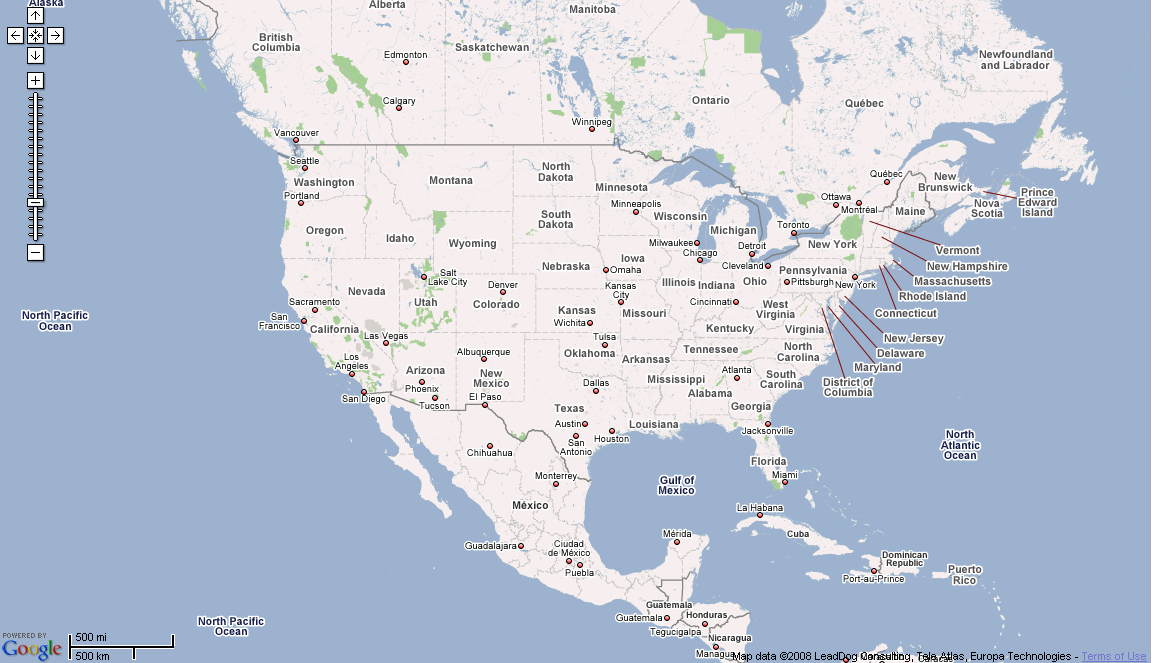 Alaska
Alberta
Manitoba
British
Columbia
Saskatchewan
Edmonton
Newfoundland
and Labrador
Calgary
Ontario
Québec
Winnipeg
Vancouver
Seattle
Washington
Portland
Montana
North
Dakota
Minnesota
Minneapolis
Québec
Ottawa
Montréal
New
Brunswick
Maine
Nova
Scotia
Prince
Edward
Island
Oregon
Idaho
Wyoming
South
Dakota
Wisconsin
Michigan
Toronto
New York
Vermont
New Hampshire
Massachusetts
Rhode Island
Connecticut
Milwaukee
Chicago
Detroit
Cleveland
Nebraska
Iowa
Omaha
Salt
Lake City
Nevada
Utah
Denver
Colorado
Kansas
City
Illinois
Indiana
Ohio
Pennsylvania
Pittsburgh
New York
Sacramento
San
Francisco
California
Kansas
Wichita
Missouri
Cincinnati
West
Virginia
Virginia
Kentucky
New Jersey
Delaware
Maryland
District of
Columbia
North Pacific
Ocean
Las Vegas
Los
Angeles
San Diego
Arizona
Phoenix
Tucson
Albuquerque
New
Mexico
El Paso
Tulsa
Oklahoma
Arkansas
Tennessee
North
Carolina
South
Carolina
Atlanta
Mississippi
Alabama
Georgia
Dallas
Texas
Austin
San
Antonio
Houston
Louisiana
Jacksonville
Florida
Miami
North
Atlantic
Ocean
Chihuahua
Monterrey
Gulf of
Mexico
México
La Habana
Cuba
Mérida
Guadalajara
Ciudad
de México
Puebla
Dominican
Republic
Port-au-Prince
Puerto
Rico
Guatemala
Guatemala
Honduras
Tegucigalpa
Nicaragua
Managua
North Pacific
Ocean
POWERED BY
Google
500 mi
500 km
Map data ©2008 LeadDog Consulting, Tele Atlas, Europa Technologies - Terms of Use
Caracas